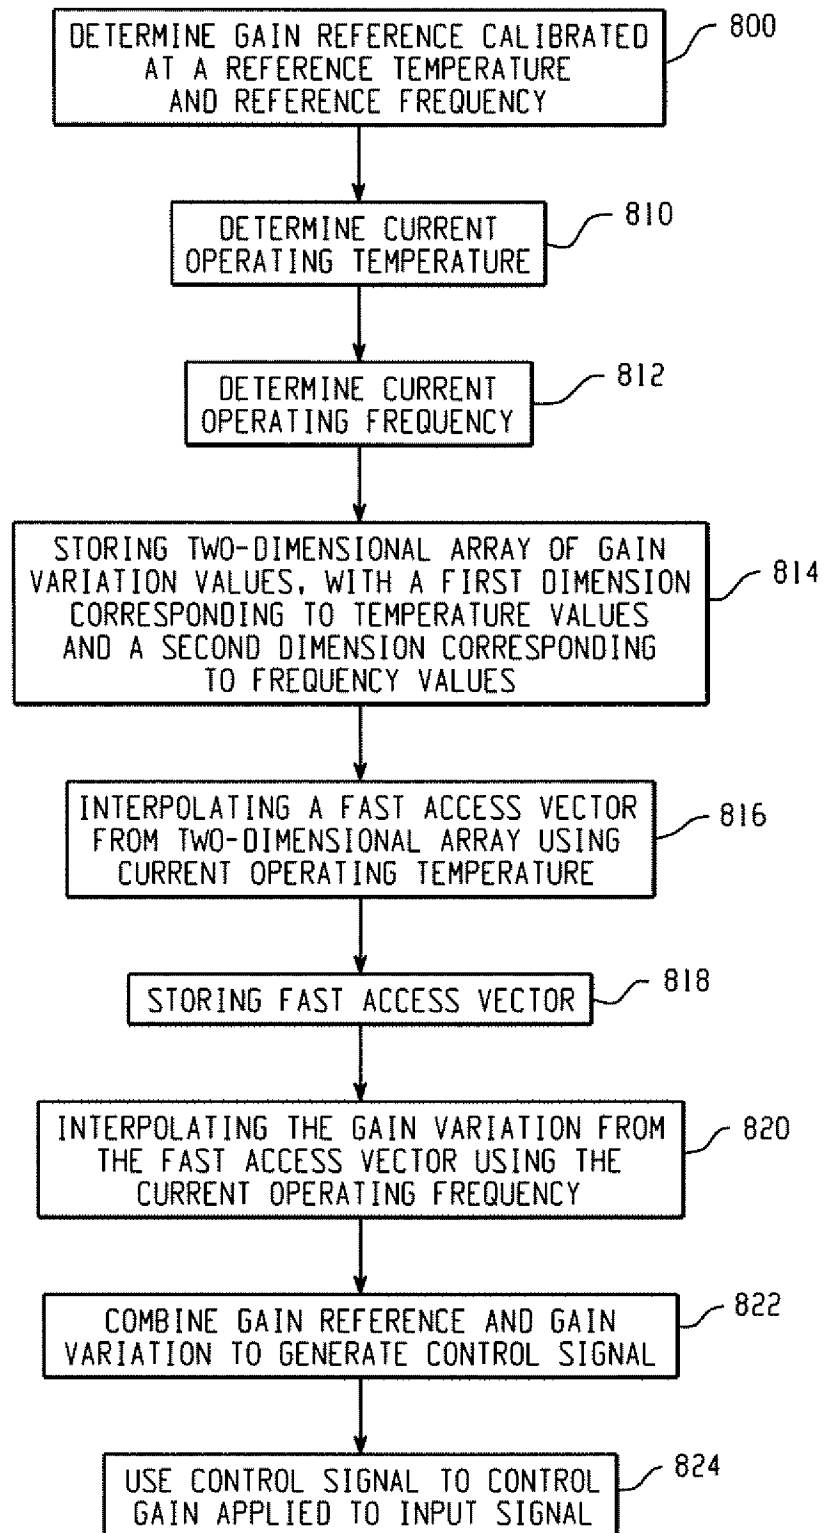 DETERMINE GAIN REFERENCE CALIBRATED
AT A REFERENCE TEMPERATURE
AND REFERENCE FREQUENCY
800
DETERMINE CURRENT
OPERATING TEMPERATURE
810
DETERMINE CURRENT
OPERATING FREQUENCY
812
STORING TWO-DIMENSIONAL ARRAY OF GAIN
VARIATION VALUES, WITH A FIRST DIMENSION
CORRESPONDING TO TEMPERATURE VALUES
AND A SECOND DIMENSION CORRESPONDING
TO FREQUENCY VALUES
814
INTERPOLATING A FAST ACCESS VECTOR
FROM TWO-DIMENSIONAL ARRAY USING
CURRENT OPERATING TEMPERATURE
816
STORING FAST ACCESS VECTOR
818
INTERPOLATING THE GAIN VARIATION FROM
THE FAST ACCESS VECTOR USING THE
CURRENT OPERATING FREQUENCY
820
COMBINE GAIN REFERENCE AND GAIN
VARIATION TO GENERATE CONTROL SIGNAL
822
USE CONTROL SIGNAL TO CONTROL
GAIN APPLIED TO INPUT SIGNAL
824